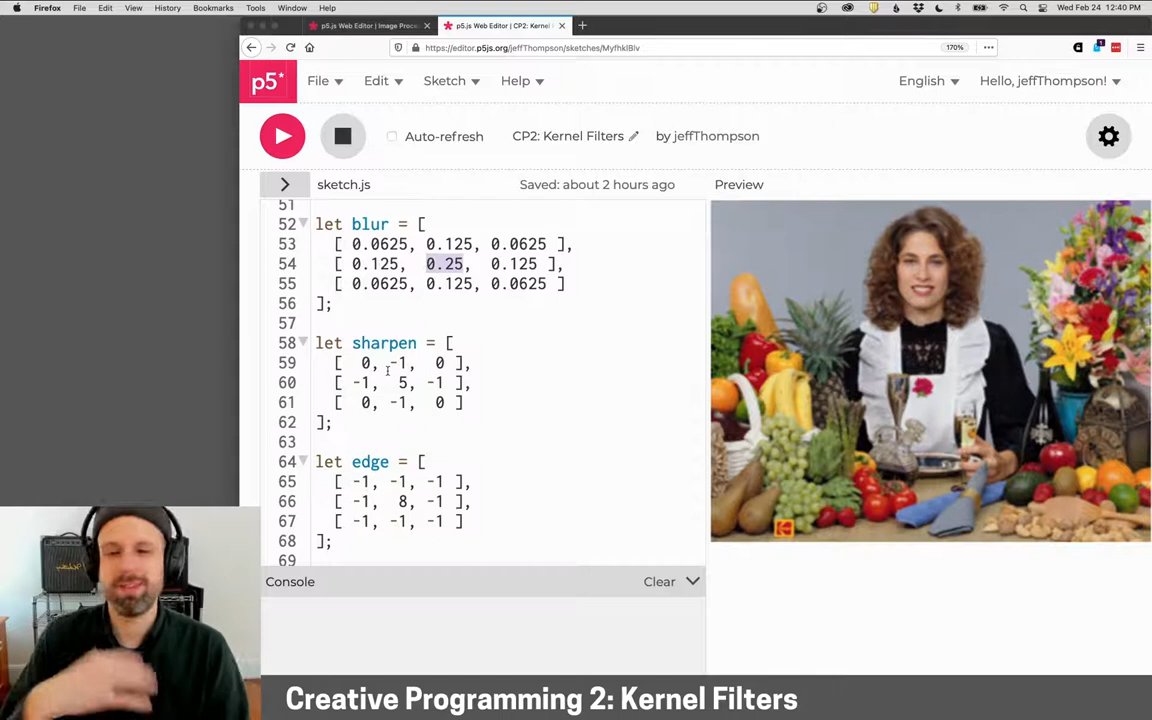 Firefox File Edit View History Bookmarks Tools Window Help
Wed Feb 24 12:40 PM
p5.js Web Editor | Image Proce
p5.js Web Editor | CP2: Kernel
https://editor.p5js.org/jeffThompson/sketches/
170%
p5* File Edit Sketch Help English Hello, jeffThompson!
Auto-refresh CP2: Kernel Filters by jeffThompson
sketch.js Saved: about 2 hours ago Preview
51
52 let blur = [
53 [ 0.0625, 0.125, 0.0625 ],
54 [ 0.125, 0.25, 0.125 ],
55 [ 0.0625, 0.125, 0.0625 ]
56 ];
57
58 let sharpen = [
59 [ 0, -1, 0 ],
60 [ -1, 5, -1 ],
61 [ 0, -1, 0 ]
62 ];
63
64 let edge = [
65 [ -1, -1, -1 ],
66 [ -1, 8, -1 ],
67 [ -1, -1, -1 ]
68 ];
69
Console Clear
Creative Programming 2: Kernel Filters